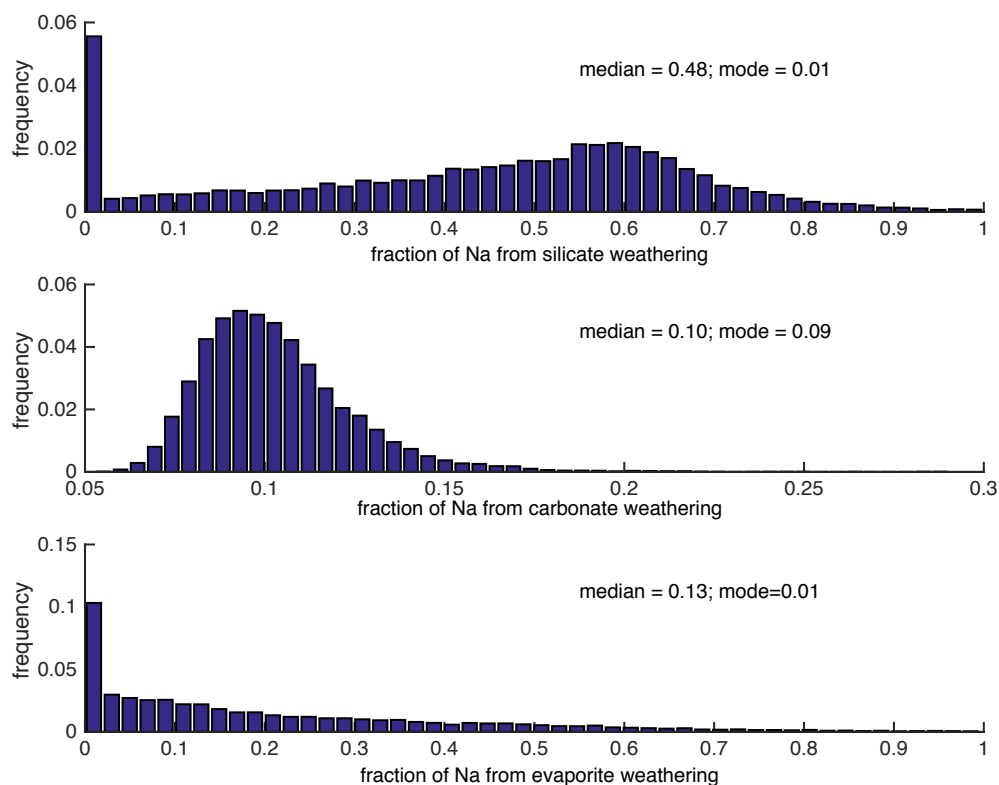 0.06
0.04
0.02
0
frequency
median = 0.48; mode = 0.01
0 0.1 0.2 0.3 0.4 0.5 0.6 0.7 0.8 0.9 1
fraction of Na from silicate weathering
0.06
0.04
0.02
0
frequency
median = 0.10; mode = 0.09
0.05 0.1 0.15 0.2 0.25 0.3
fraction of Na from carbonate weathering
0.15
0.1
0.05
0
frequency
median = 0.13; mode=0.01
0 0.1 0.2 0.3 0.4 0.5 0.6 0.7 0.8 0.9 1
fraction of Na from evaporite weathering